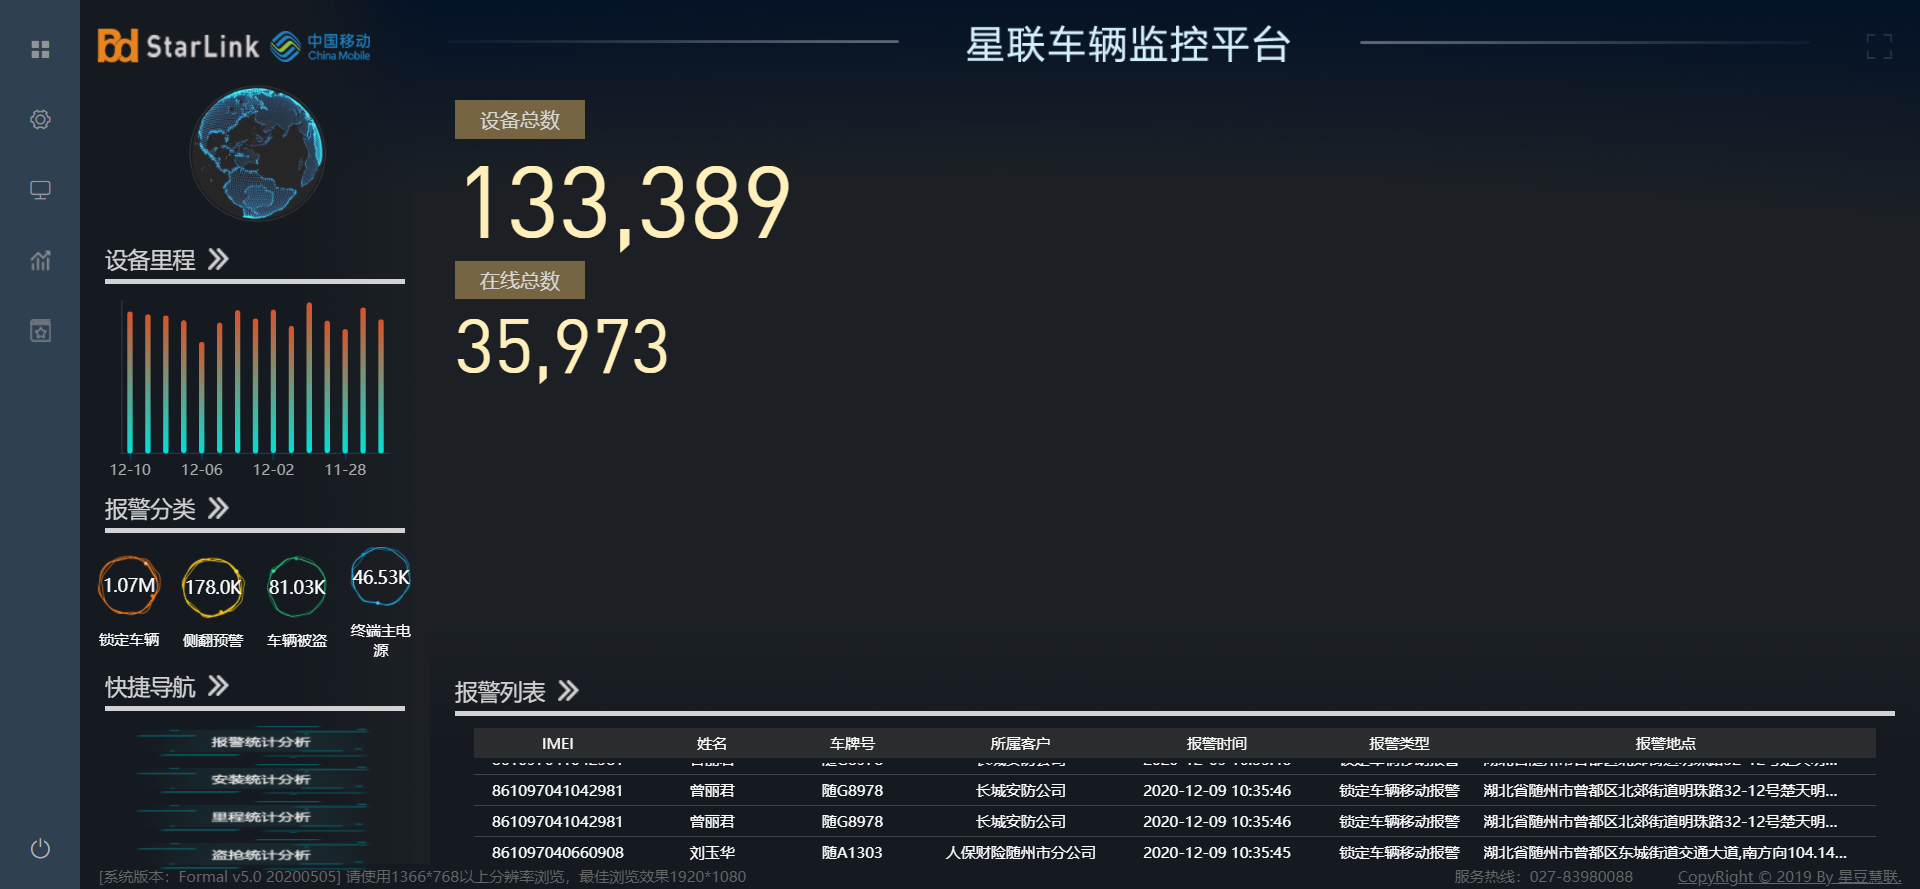 StarLink 中国移动 China Mobile
星联车辆监控平台
设备总数
133,389
在线总数
35,973
设备里程
12-10 12-06 12-02 11-28
报警分类
1.07M 178.0K 81.03K 46.53K
锁定车辆 侧翻预警 车辆被盗 终端主电
源
快捷导航
报警统计分析
安装统计分析
里程统计分析
盗抢统计分析
报警列表
IMEI 姓名 车牌号 所属客户 报警时间 报警类型 报警地点
861097041042981 曾丽君 随G8978 长城安防公司 2020-12-09 10:35:46 锁定车辆移动报警 湖北省随州市曾都区北郊街道明珠路32-12号楚天明...
861097041042981 曾丽君 随G8978 长城安防公司 2020-12-09 10:35:46 锁定车辆移动报警 湖北省随州市曾都区北郊街道明珠路32-12号楚天明...
861097040660908 刘玉华 随A1303 人保财险随州市分公司 2020-12-09 10:35:45 锁定车辆移动报警 湖北省随州市曾都区东城街道交通大道,南方向104.14...
[系统版本：Formal v5.0 20200505] 请使用1366*768以上分辨率浏览，最佳浏览效果1920*1080
服务热线：027-83980088 CopyRight © 2019 By 星豆慧联.